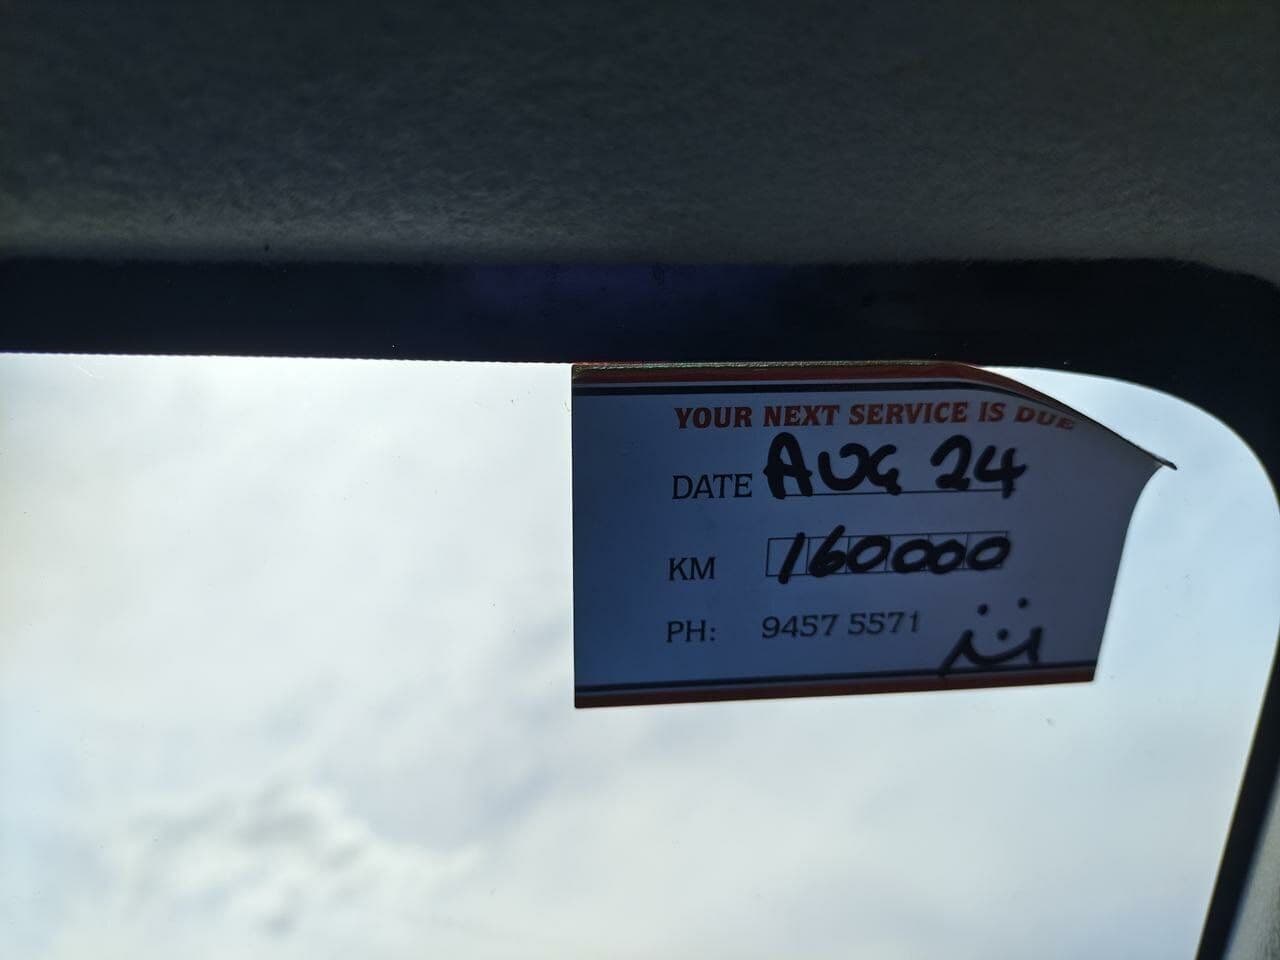 YOUR NEXT SERVICE IS DUE
DATE AUG 24
KM 160000
PH: 9457 5571